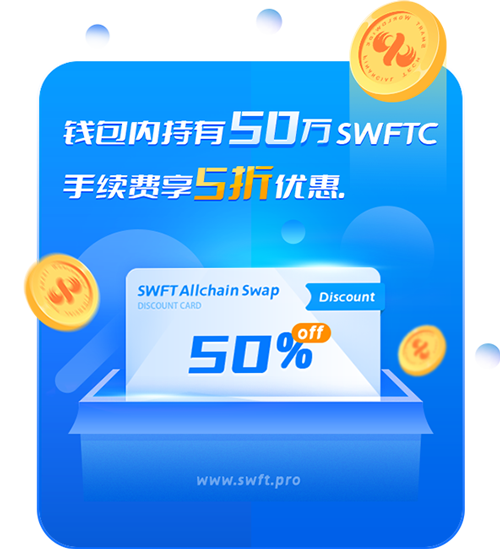 钱包内持有50万SWFTC
手续费享5折优惠.
SWFT Allchain Swap
DISCOUNT CARD
Discount
50%
off
www.swft.pro